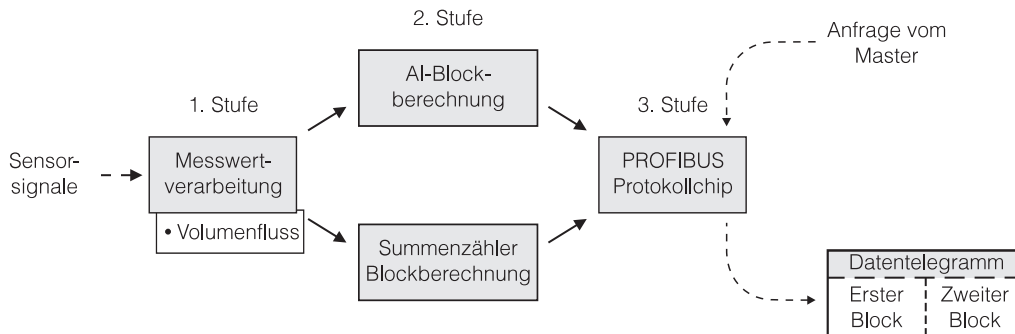 2. Stufe
Anfrage vom
Master
AI-Block-
berechnung
1. Stufe
3. Stufe
Sensor-
signale
Messwert-
verarbeitung
PROFIBUS
Protokollchip
• Volumenfluss
Summenzähler
Blockberechnung
Datentelegramm
Erster
Block
Zweiter
Block